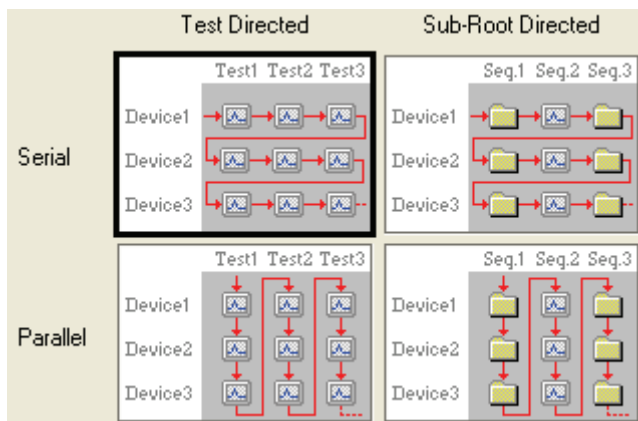 Test Directed
Sub-Root Directed
Serial
Test1 Test2 Test3
Device1
Device2
Device3
Seq.1 Seq.2 Seq.3
Device1
Device2
Device3
Parallel
Test1 Test2 Test3
Device1
Device2
Device3
Seq.1 Seq.2 Seq.3
Device1
Device2
Device3